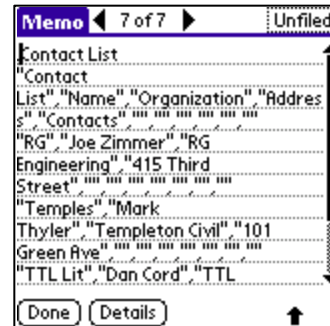 Memo 7 of 7 Unfiled
Contact List
"Contact
List","Name","Organization","Addres
s","Contacts","","","","",""
"RG","Joe Zimmer","RG
Engineering","415 Third
Street","","","","","",""
"Temples","Mark
Thyler","Templeton Civil","101
Green Ave","","","","","",""
"TTL Lit","Dan Cord","TTL
Done Details